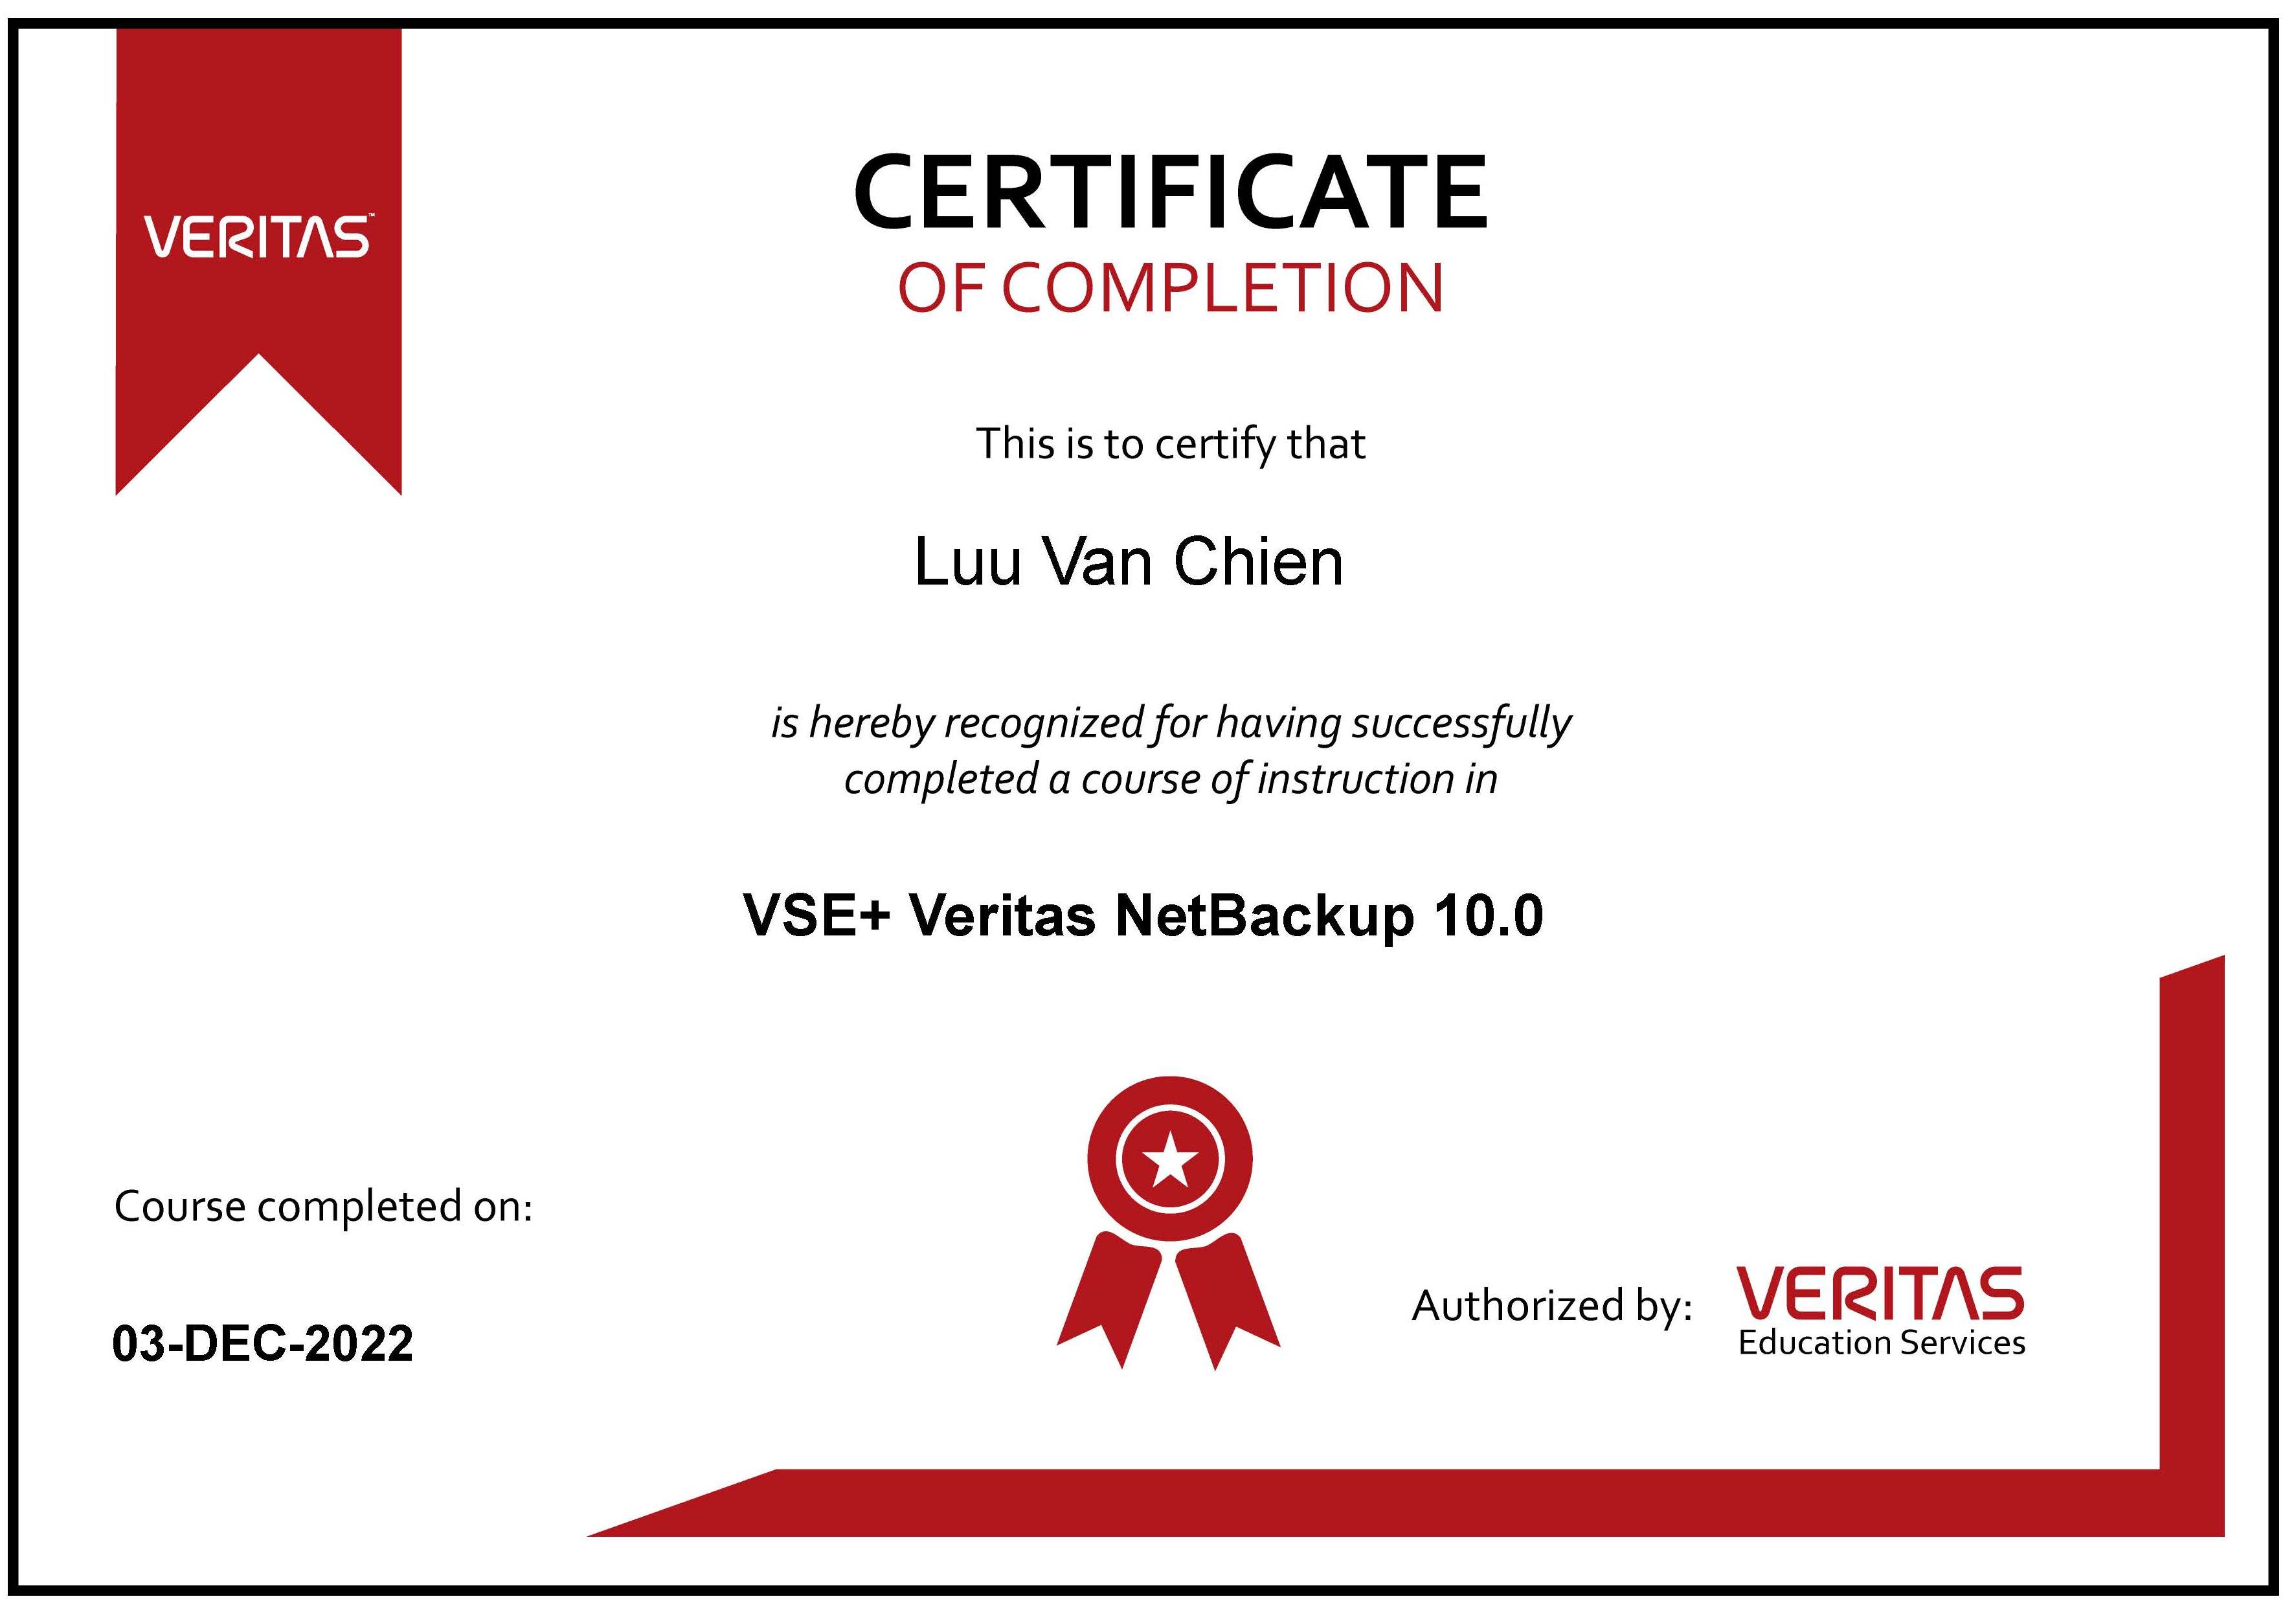 VERITAS™
CERTIFICATE
OF COMPLETION
This is to certify that
Luu Van Chien
is hereby recognized for having successfully
completed a course of instruction in
VSE+ Veritas NetBackup 10.0
Course completed on:
03-DEC-2022
Authorized by:
VERITAS
Education Services